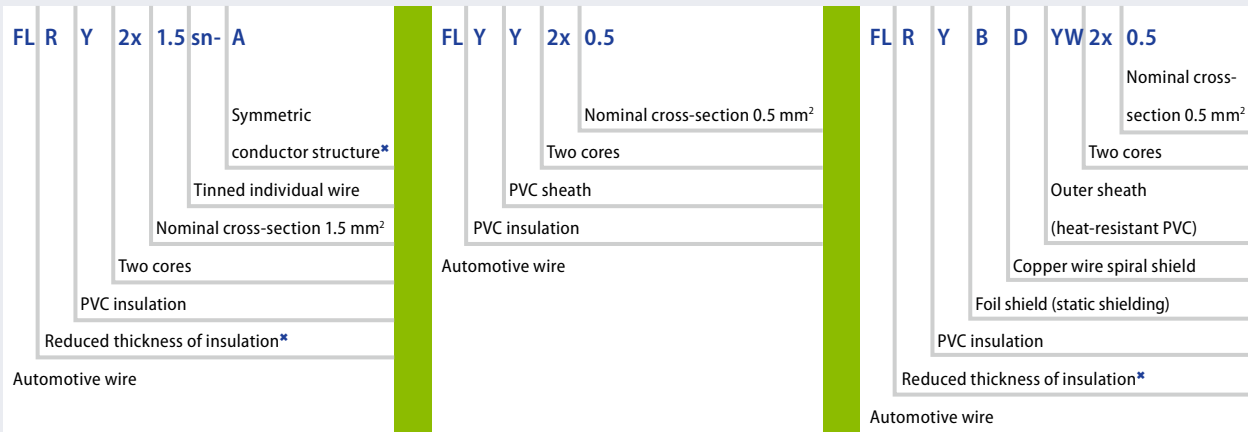 FL R Y 2x 1.5 sn- A
Symmetric
conductor structure✖
Tinned individual wire
Nominal cross-section 1.5 mm²
Two cores
PVC insulation
Reduced thickness of insulation✖
Automotive wire
FL Y Y 2x 0.5
Nominal cross-section 0.5 mm²
Two cores
PVC sheath
PVC insulation
Automotive wire
FL R Y B D YW 2x 0.5
Nominal cross-
section 0.5 mm²
Two cores
Outer sheath
(heat-resistant PVC)
Copper wire spiral shield
Foil shield (static shielding)
PVC insulation
Reduced thickness of insulation✖
Automotive wire